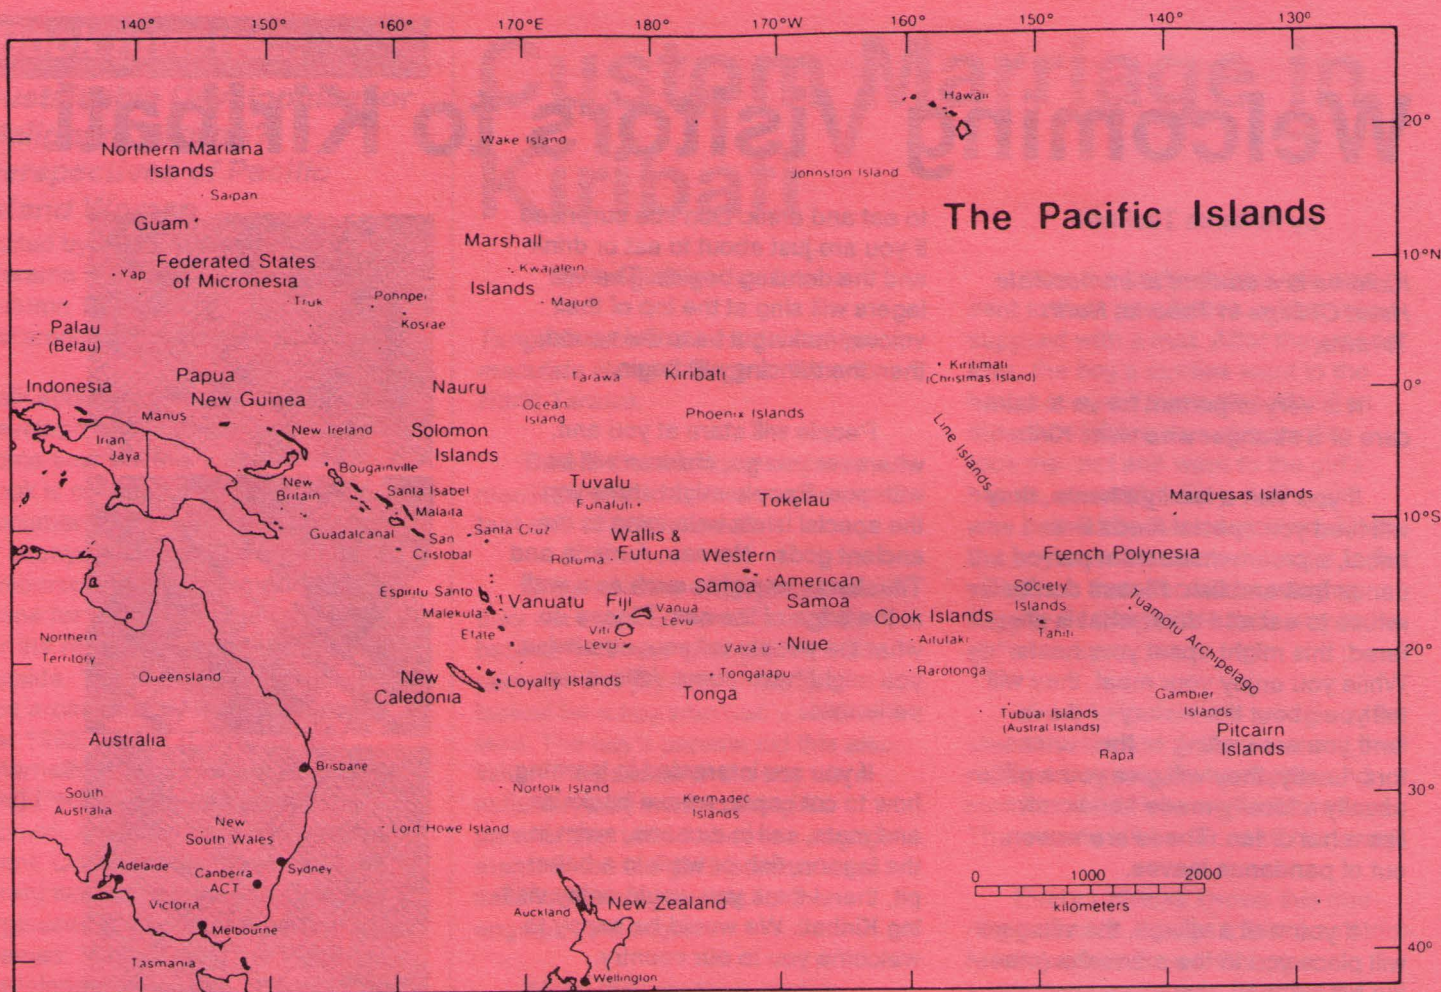 140° 150° 160° 170°E 180° 170°W 160° 150° 140° 130°
Hawaii
20°
Wake Island
Northern Mariana
Islands
Johnston Island
Saipan
The Pacific Islands
Guam
Marshall
Islands
10°N
Federated States
of Micronesia
Yap
Kwajalein
Truk
Pohnpei
Majuro
Kosrae
Palau
(Belau)
Kiritimati
(Christmas Island)
Indonesia
Papua
New Guinea
Nauru
Tarawa
Kiribati
0°
Manus
Ocean
Island
Phoenix Islands
Line Islands
Irian
Jaya
New Ireland
Solomon
Islands
Bougainville
New
Britain
Santa Isabel
Tuvalu
Funafuti
Tokelau
Marquesas Islands
Malaita
10°S
Guadalcanal
San
Cristobal
Santa Cruz
Wallis &
Futuna
Rotuma
Western
Samoa
American
Samoa
French Polynesia
Society
Islands
Espiritu Santo
Vanuatu
Fiji
Vanua
Levu
Tuamotu Archipelago
Malekula
Cook Islands
Efate
Viti
Levu
Aitutaki
Tahiti
Northern
Territory
Vava u
Niue
20°
Queensland
New
Caledonia
Loyalty Islands
Tongatapu
Tonga
Rarotonga
Gambier
Islands
Tubuai Islands
(Austral Islands)
Pitcairn
Islands
Australia
Rapa
Brisbane
South
Australia
Norfolk Island
Kermadec
Islands
30°
New
South Wales
Lord Howe Island
Adelaide
Canberra
ACT
Sydney
0 1000 2000
kilometers
Victoria
Auckland
New Zealand
Melbourne
40°
Tasmania
Wellington